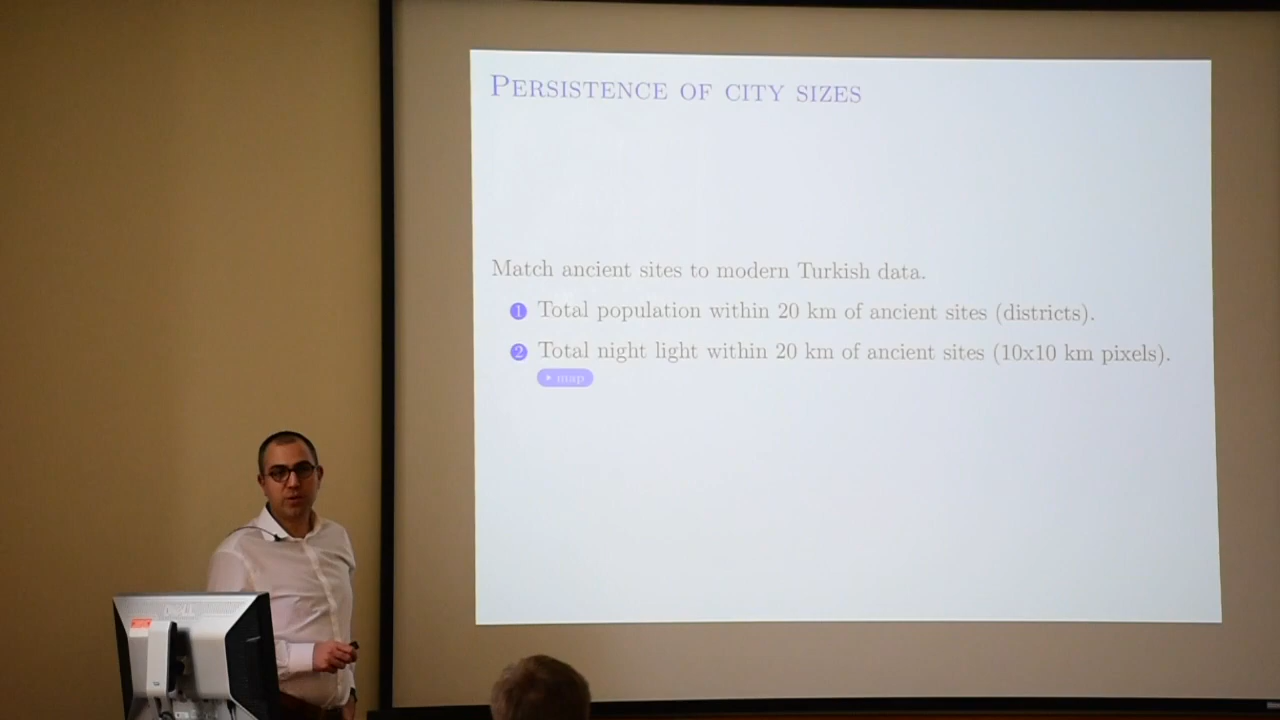 PERSISTENCE OF CITY SIZES
Match ancient sites to modern Turkish data.
1 Total population within 20 km of ancient sites (districts).
2 Total night light within 20 km of ancient sites (10x10 km pixels).
map
DELL